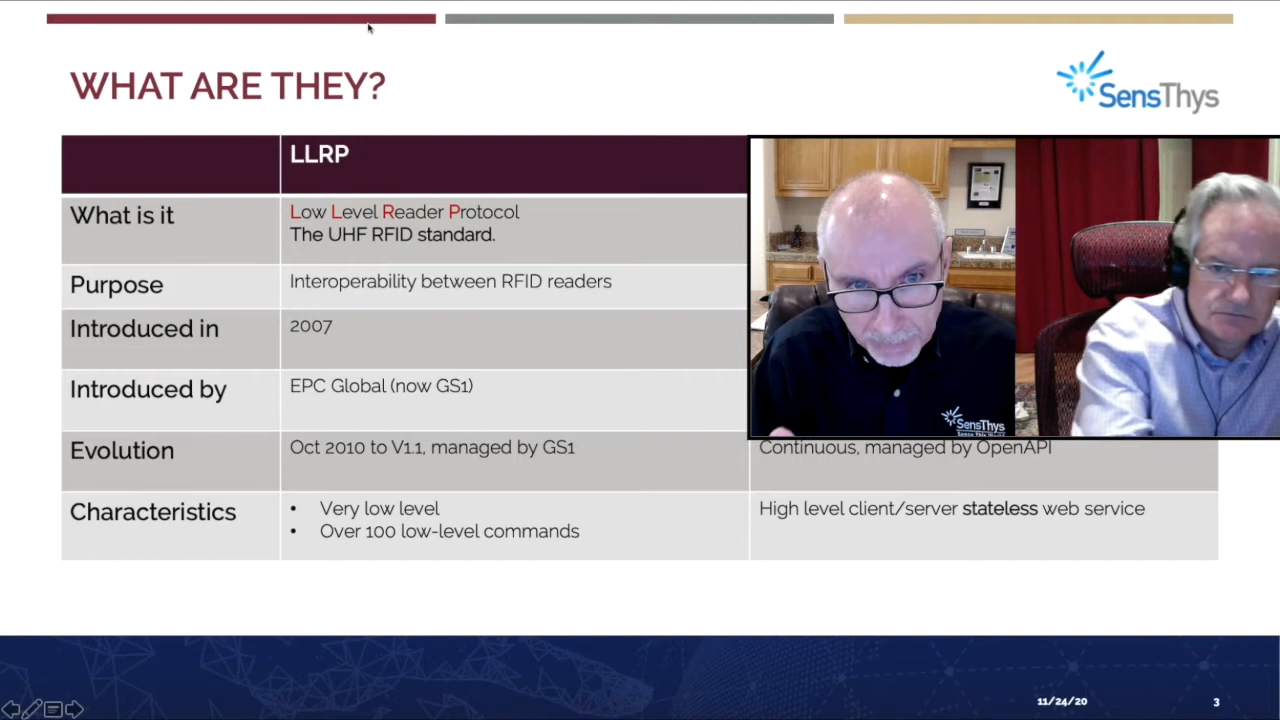 WHAT ARE THEY?
SensThys
LLRP
What is it
Low Level Reader Protocol
The UHF RFID standard.
Purpose
Interoperability between RFID readers
Introduced in
2007
Introduced by
EPC Global (now GS1)
Evolution
Oct 2010 to V1.1, managed by GS1
Continuous, managed by OpenAPI
Characteristics
• Very low level
• Over 100 low-level commands
High level client/server stateless web service
SensThys
11/24/20
3